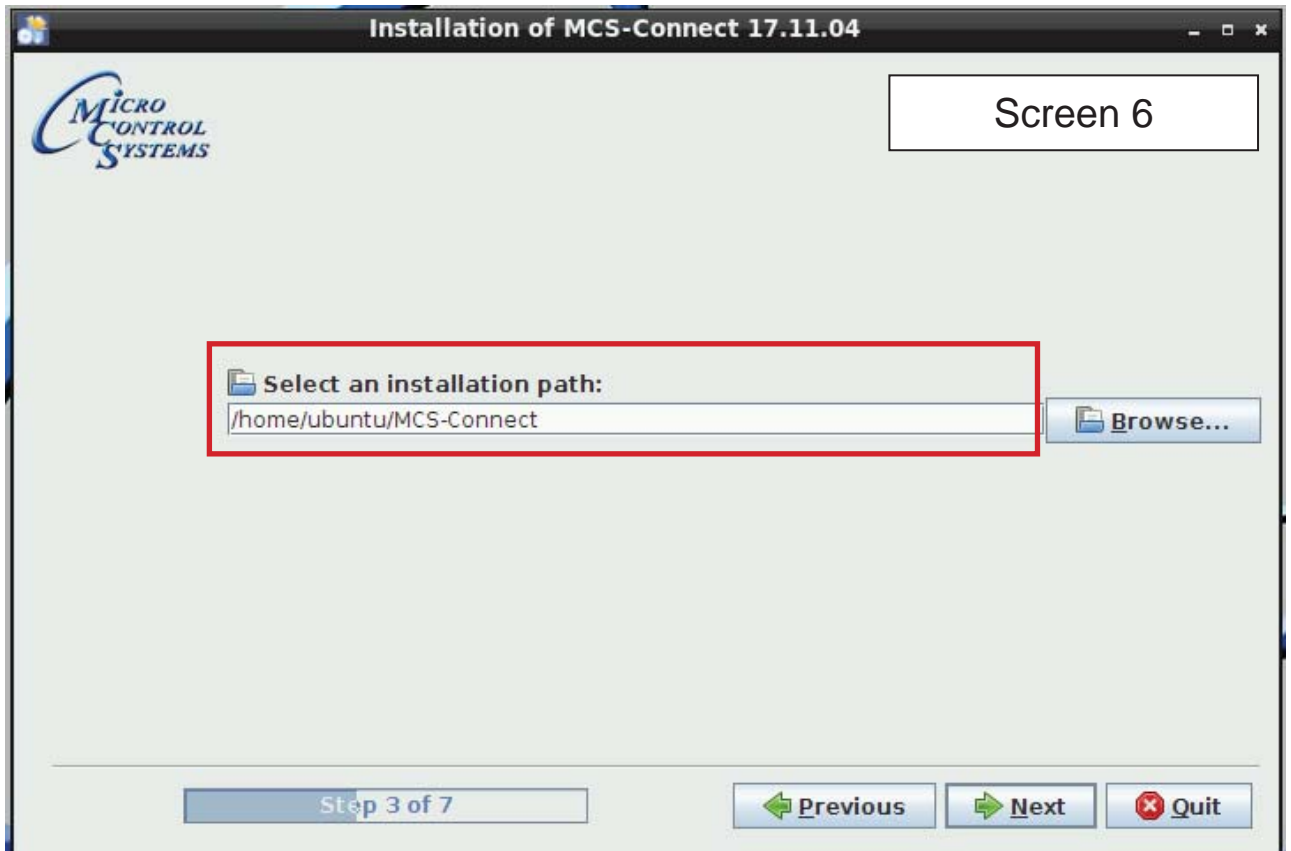 Installation of MCS-Connect 17.11.04
MICRO
CONTROL
SYSTEMS
Screen 6
Select an installation path:
/home/ubuntu/MCS-Connect
Browse...
Step 3 of 7
Previous
Next
Quit